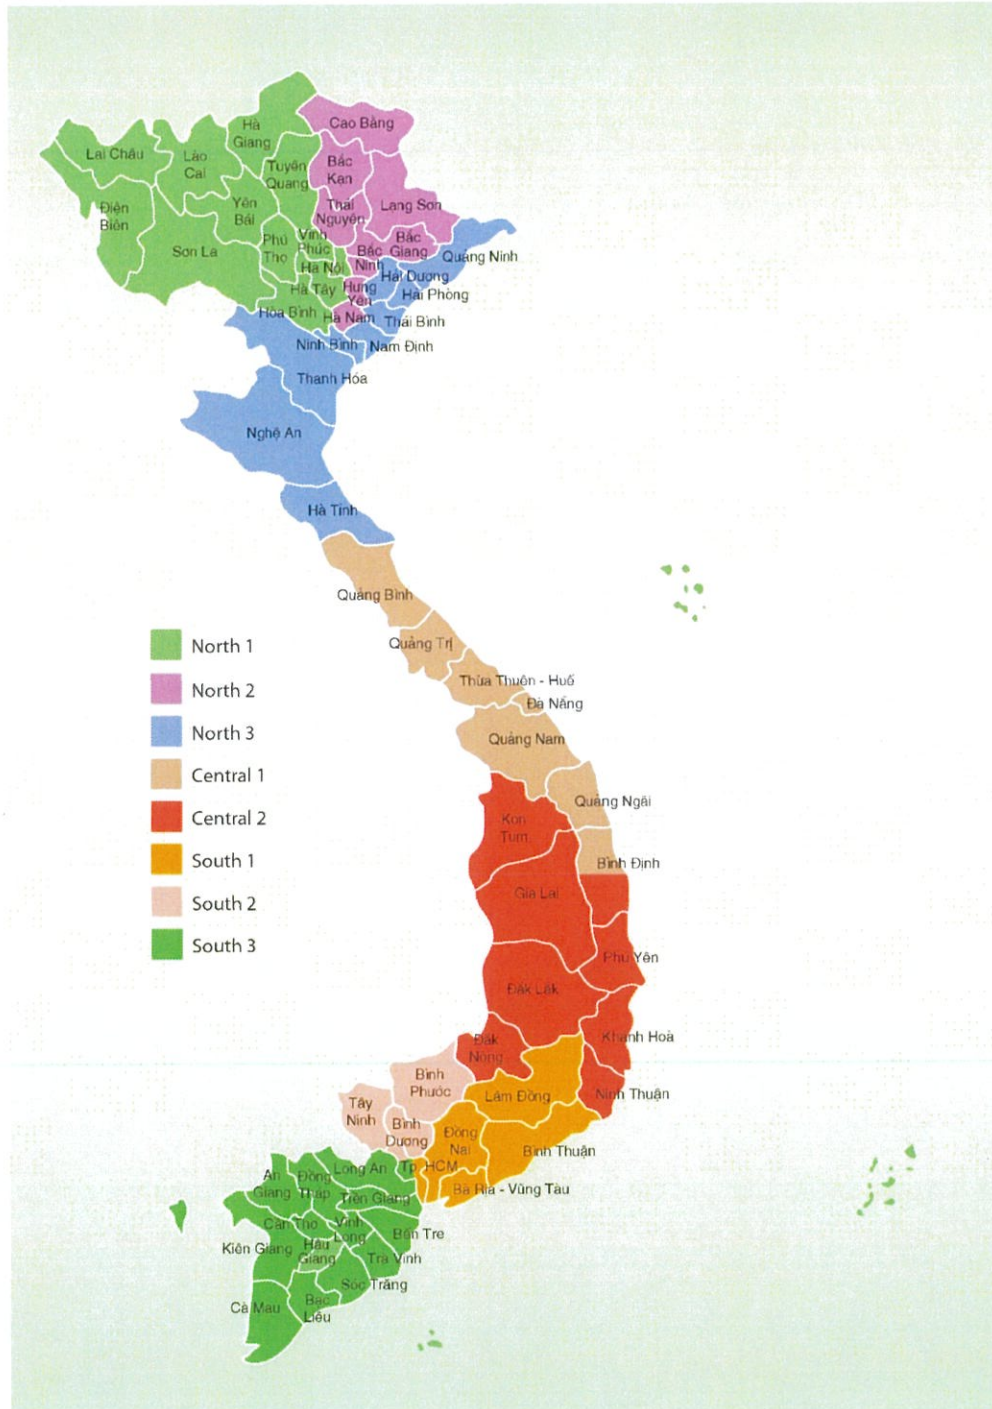 Hà
Giang
Cao Bằng
Lai Châu
Lào
Cai
Tuyên
Quang
Bắc
Kạn
Điện
Biên
Yên
Bái
Thái
Nguyên
Lạng Sơn
Sơn La
Phú
Thọ
Vĩnh
Phúc
Bắc
Giang
Bắc
Ninh
Quảng Ninh
Hà Nội
Hải Dương
Hà Tây
Hưng
Yên
Hải Phòng
Hòa Bình
Hà Nam
Thái Bình
Ninh Bình
Nam Định
Thanh Hóa
Nghệ An
Hà Tĩnh
Quảng Bình
Quảng Trị
Thừa Thuên - Huế
Đà Nẵng
Quảng Nam
Quảng Ngãi
Kon
Tum
Bình Định
Gia Lai
Phú Yên
Đắk Lắk
Khánh Hoà
Đắk
Nông
Ninh Thuận
Lâm Đồng
Bình
Phước
Tây
Ninh
Bình
Dương
Đồng
Nai
Bình Thuận
Tp HCM
Bà Rịa - Vũng Tàu
Long An
An
Giang
Đồng
Tháp
Tiền Giang
Cần Thơ
Vĩnh
Long
Bến Tre
Kiên Giang
Hậu
Giang
Trà Vinh
Sóc Trăng
Cà Mau
Bạc
Liêu
North 1
North 2
North 3
Central 1
Central 2
South 1
South 2
South 3